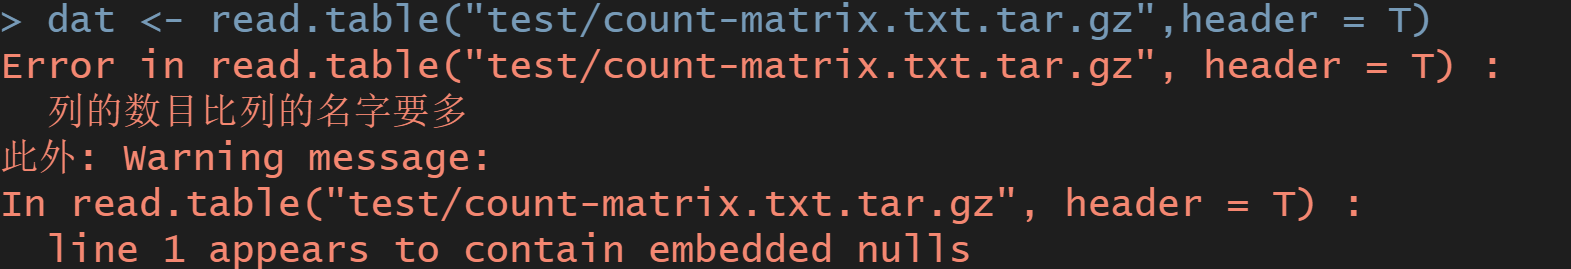 > dat <- read.table("test/count-matrix.txt.tar.gz",header = T)
Error in read.table("test/count-matrix.txt.tar.gz", header = T) :
  列的数目比列的名字要多
此外: Warning message:
In read.table("test/count-matrix.txt.tar.gz", header = T) :
  line 1 appears to contain embedded nulls